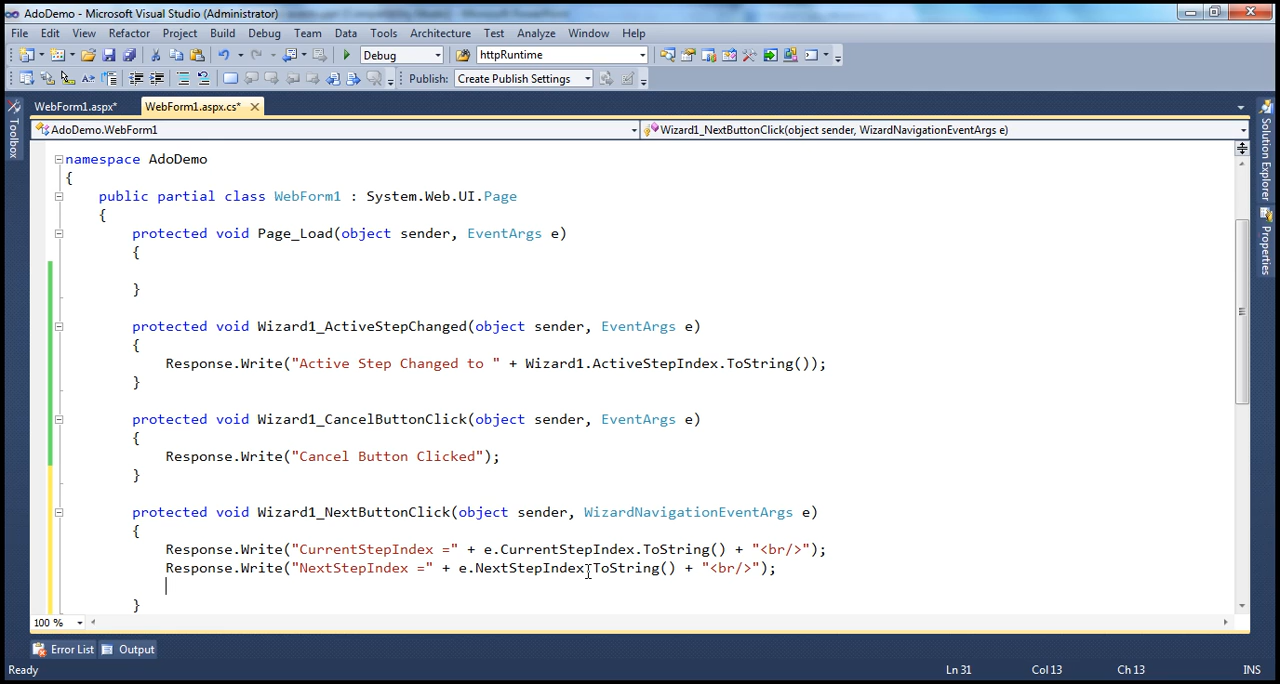 AdoDemo - Microsoft Visual Studio (Administrator)
File Edit View Refactor Project Build Debug Team Data Tools Architecture Test Analyze Window Help
Debug httpRuntime
Publish: Create Publish Settings
WebForm1.aspx* WebForm1.aspx.cs*
AdoDemo.WebForm1 Wizard1_NextButtonClick(object sender, WizardNavigationEventArgs e)
Toolbox
Solution Explorer
Properties
namespace AdoDemo
{
public partial class WebForm1 : System.Web.UI.Page
{
protected void Page_Load(object sender, EventArgs e)
{
}
protected void Wizard1_ActiveStepChanged(object sender, EventArgs e)
{
Response.Write("Active Step Changed to " + Wizard1.ActiveStepIndex.ToString());
}
protected void Wizard1_CancelButtonClick(object sender, EventArgs e)
{
Response.Write("Cancel Button Clicked");
}
protected void Wizard1_NextButtonClick(object sender, WizardNavigationEventArgs e)
{
Response.Write("CurrentStepIndex =" + e.CurrentStepIndex.ToString() + "<br/>");
Response.Write("NextStepIndex =" + e.NextStepIndex.ToString() + "<br/>");
}
100 %
Error List Output
Ready Ln 31 Col 13 Ch 13 INS